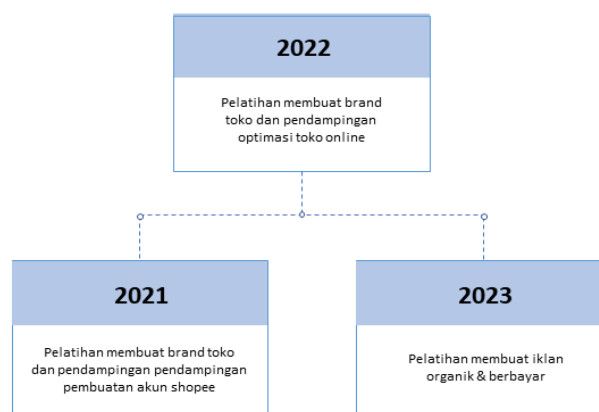 2022
Pelatihan membuat brand
toko dan pendampingan
optimasi toko online
2021
Pelatihan membuat brand toko
dan pendampingan pendampingan
pembuatan akun shopee
2023
Pelatihan membuat iklan
organik & berbayar